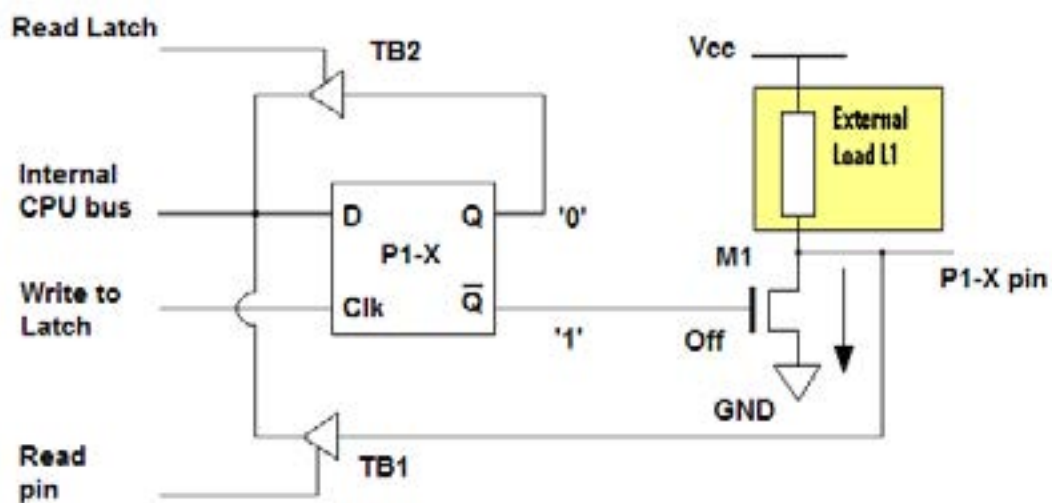 Read Latch
TB2
Vcc
External
Load L1
Internal
CPU bus
D
Q
'0'
P1-X
M1
P1-X pin
Write to
Latch
Clk
Q̅
'1'
Off
GND
Read
pin
TB1